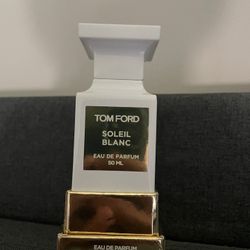 TOM FORD
SOLEIL
BLANC
EAU DE PARFUM
50 ML
EAU DE PARFUM